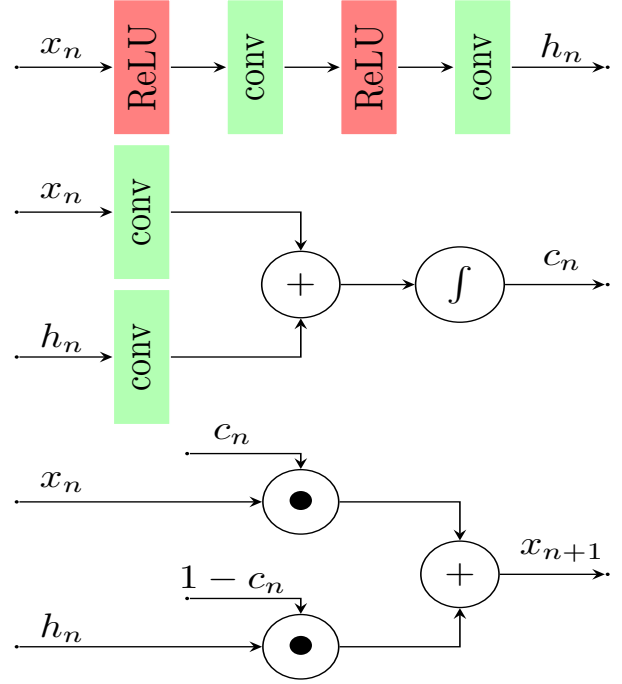 x_n ReLU conv ReLU conv h_n
x_n conv
+ ∫ c_n
h_n conv
c_n
x_n
+ x_{n+1}
1 − c_n
h_n